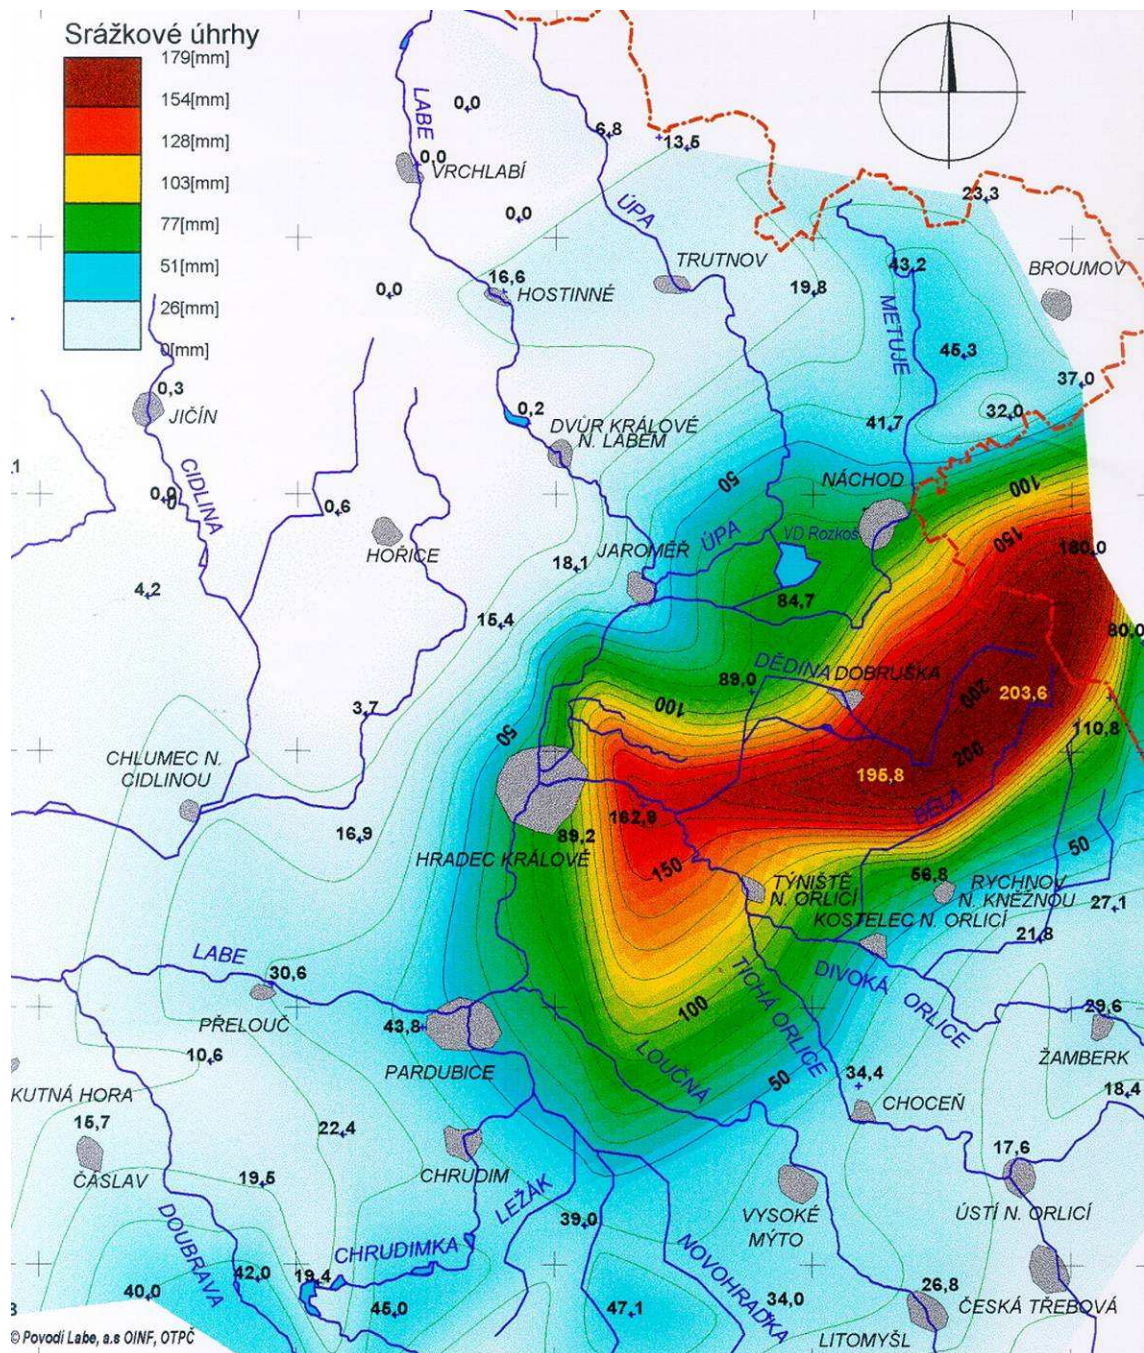 Srážkové úhrhy
179[mm]
154[mm]
128[mm]
103[mm]
77[mm]
51[mm]
26[mm]
0[mm]
LABE
0,0
6,8
13,5
0,0
VRCHLABÍ
0,0
ÚPA
23,3
TRUTNOV
43,2
BROUMOV
16,6
HOSTINNÉ
0,0
19,8
METUJE
45,3
37,0
0,3
JIČÍN
0,2
DVŮR KRÁLOVÉ
N. LABEM
41,7
32,0
CIDLINA
0,0
0,6
HOŘICE
50
NÁCHOD
100
150
180,0
ÚPA
VD Rozkoš
JAROMĚŘ
18,1
84,7
4,2
15,4
80,0
DĚDINA
DOBRUŠKA
89,0
100
200
203,6
3,7
50
110,8
CHLUMEC N.
CIDLINOU
200
195,8
BĚLÁ
162,9
16,9
89,2
HRADEC KRÁLOVÉ
150
50
56,8
TÝNIŠTĚ
N. ORLICÍ
RYCHNOV
N. KNĚŽNOU
27,1
KOSTELEC N. ORLICÍ
21,8
LABE
TICHÁ ORLICE
DIVOKÁ ORLICE
30,6
PŘELOUČ
100
43,8
29,6
ŽAMBERK
10,6
PARDUBICE
LOUČNÁ
50
34,4
KUTNÁ HORA
CHOCEŇ
18,4
15,7
22,4
ČÁSLAV
CHRUDIM
17,6
19,5
LEŽÁK
VYSOKÉ
MÝTO
ÚSTÍ N. ORLICÍ
39,0
DOUBRAVA
CHRUDIMKA
NOVOHRADKA
42,0
19,4
40,0
45,0
47,1
34,0
26,8
ČESKÁ TŘEBOVÁ
LITOMYŠL
© Povodí Labe, a.s OINF, OTPČ